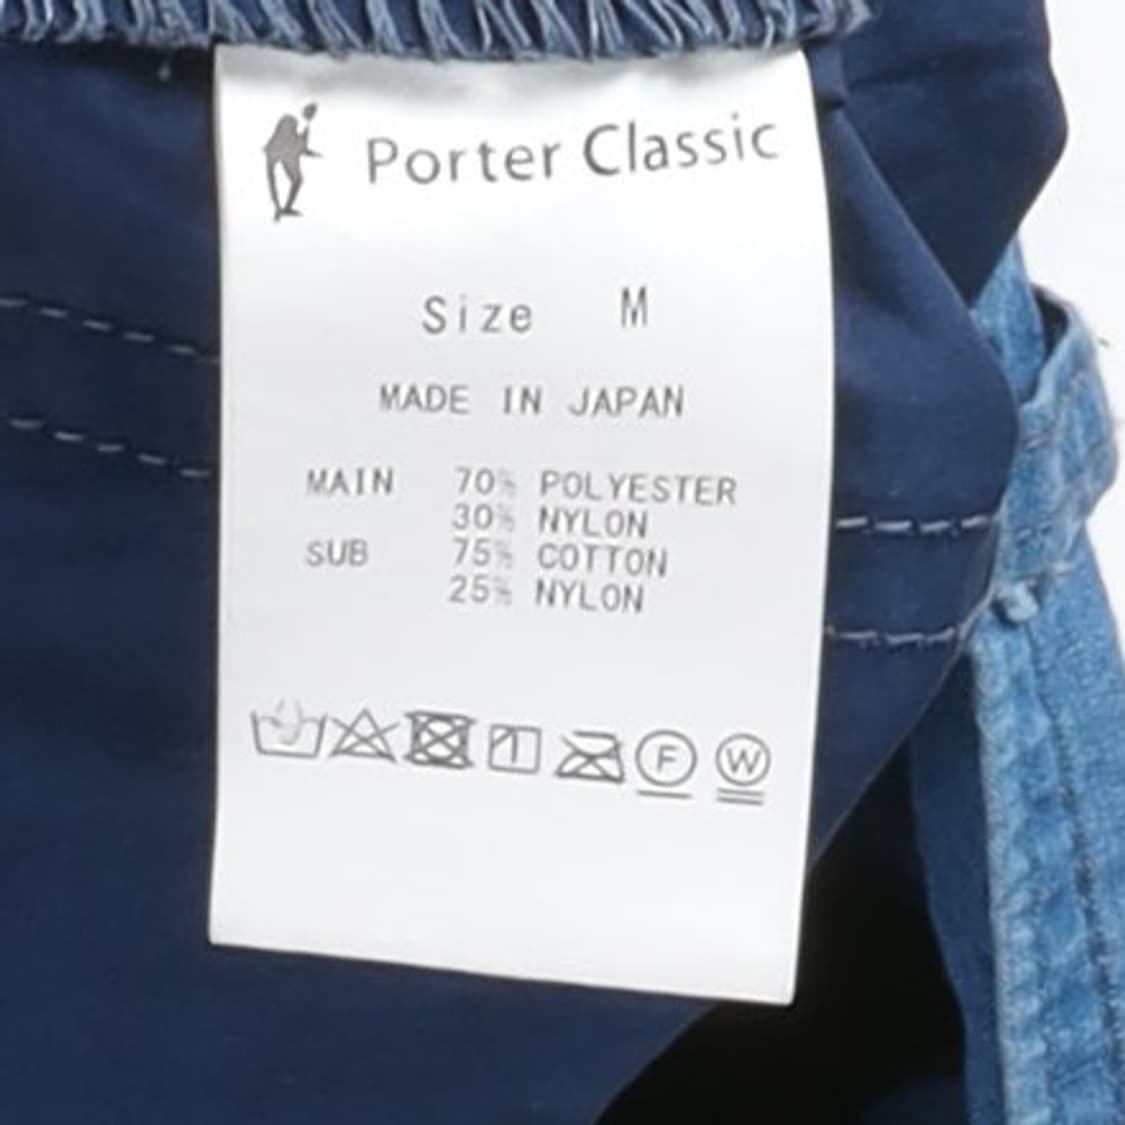 Porter Classic
Size M
MADE IN JAPAN
MAIN 70% POLYESTER
30% NYLON
SUB 75% COTTON
25% NYLON
F W